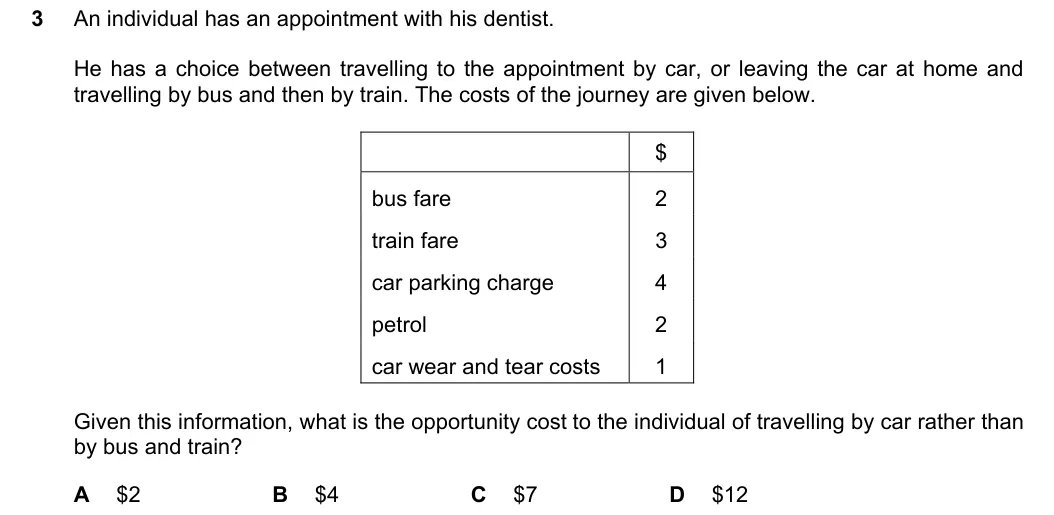 3 An individual has an appointment with his dentist.
He has a choice between travelling to the appointment by car, or leaving the car at home and
travelling by bus and then by train. The costs of the journey are given below.
$
bus fare 2
train fare 3
car parking charge 4
petrol 2
car wear and tear costs 1
Given this information, what is the opportunity cost to the individual of travelling by car rather than
by bus and train?
A $2 B $4 C $7 D $12